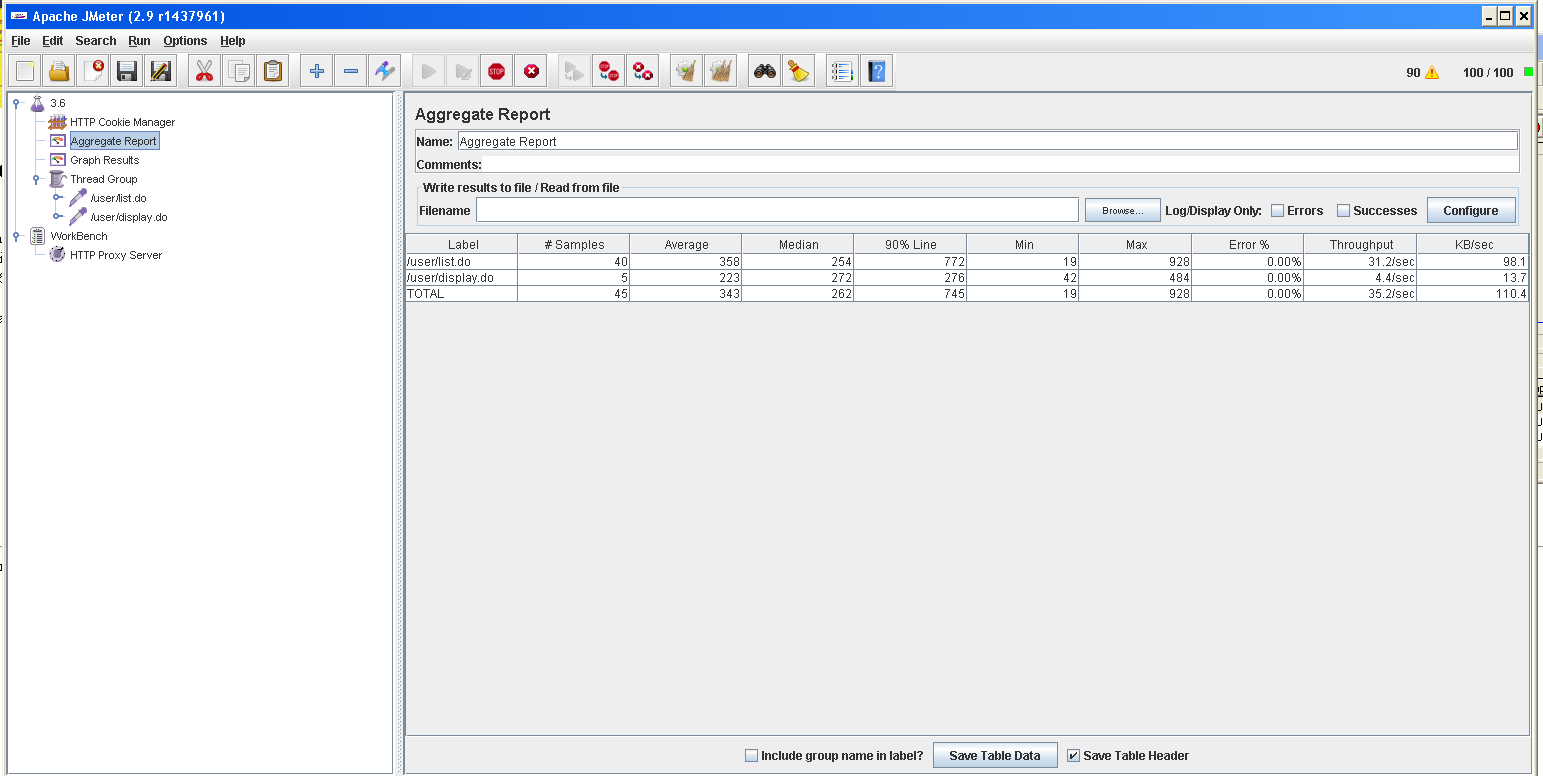 Apache JMeter (2.9 r1437961)
File Edit Search Run Options Help
STOP STOP STOP 90 100 / 100
3.6
HTTP Cookie Manager
Aggregate Report
Graph Results
Thread Group
/user/list.do
/user/display.do
WorkBench
HTTP Proxy Server
Aggregate Report
Name: Aggregate Report
Comments:
Write results to file / Read from file
Filename Browse... Log/Display Only: Errors Successes Configure
Label # Samples Average Median 90% Line Min Max Error % Throughput KB/sec
/user/list.do 40 358 254 772 19 928 0.00% 31.2/sec 98.1
/user/display.do 5 223 272 276 42 484 0.00% 4.4/sec 13.7
TOTAL 45 343 262 745 19 928 0.00% 35.2/sec 110.4
Include group name in label? Save Table Data Save Table Header